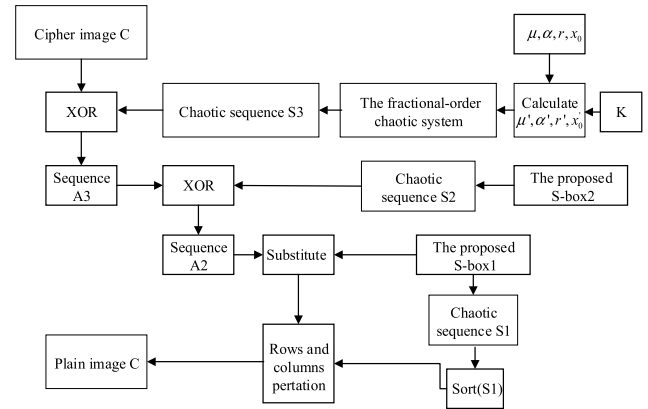 Cipher image C
μ,α,r,x₀
XOR
Chaotic sequence S3
The fractional-order
chaotic system
Calculate
μ',α',r',x₀'
K
Sequence
A3
XOR
Chaotic
sequence S2
The proposed
S-box2
Sequence
A2
Substitute
The proposed
S-box1
Chaotic
sequence S1
Plain image C
Rows and
columns
pertation
Sort(S1)